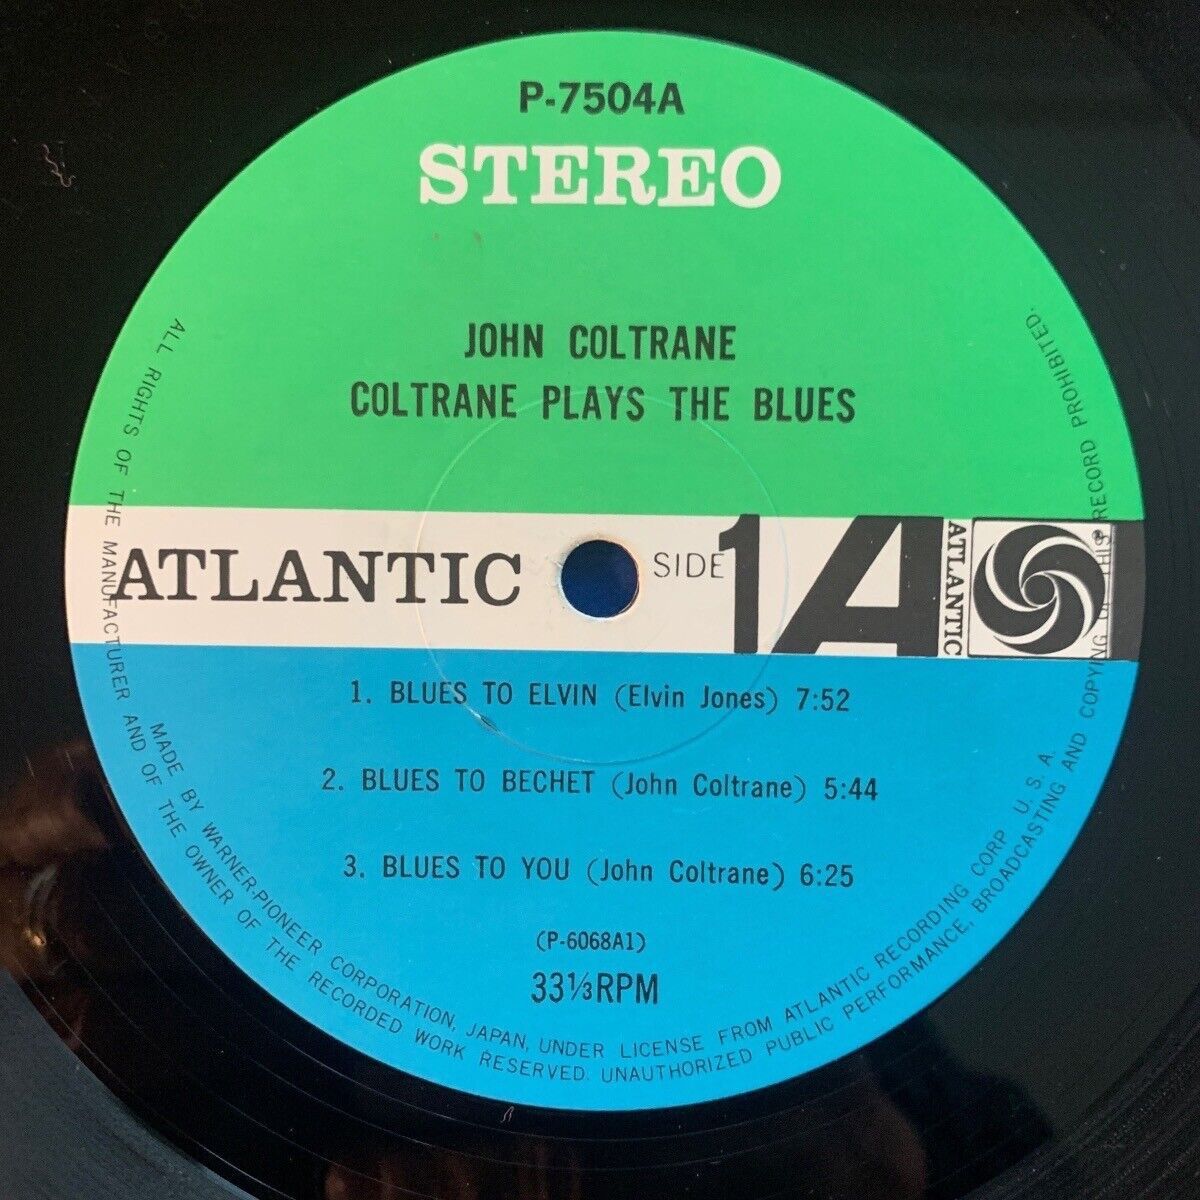 P-7504A
STEREO
JOHN COLTRANE
COLTRANE PLAYS THE BLUES
ATLANTIC
SIDE 1 A
ATLANTIC
1. BLUES TO ELVIN (Elvin Jones) 7:52
2. BLUES TO BECHET (John Coltrane) 5:44
3. BLUES TO YOU (John Coltrane) 6:25
(P-6068A1)
33⅓RPM
MADE BY WARNER-PIONEER CORPORATION, JAPAN, UNDER LICENSE FROM ATLANTIC RECORDING CORP. U. S. A.
ALL RIGHTS OF THE MANUFACTURER AND OF THE OWNER OF THE RECORDED WORK RESERVED. UNAUTHORIZED PUBLIC PERFORMANCE, BROADCASTING AND COPYING OF THIS RECORD PROHIBITED.